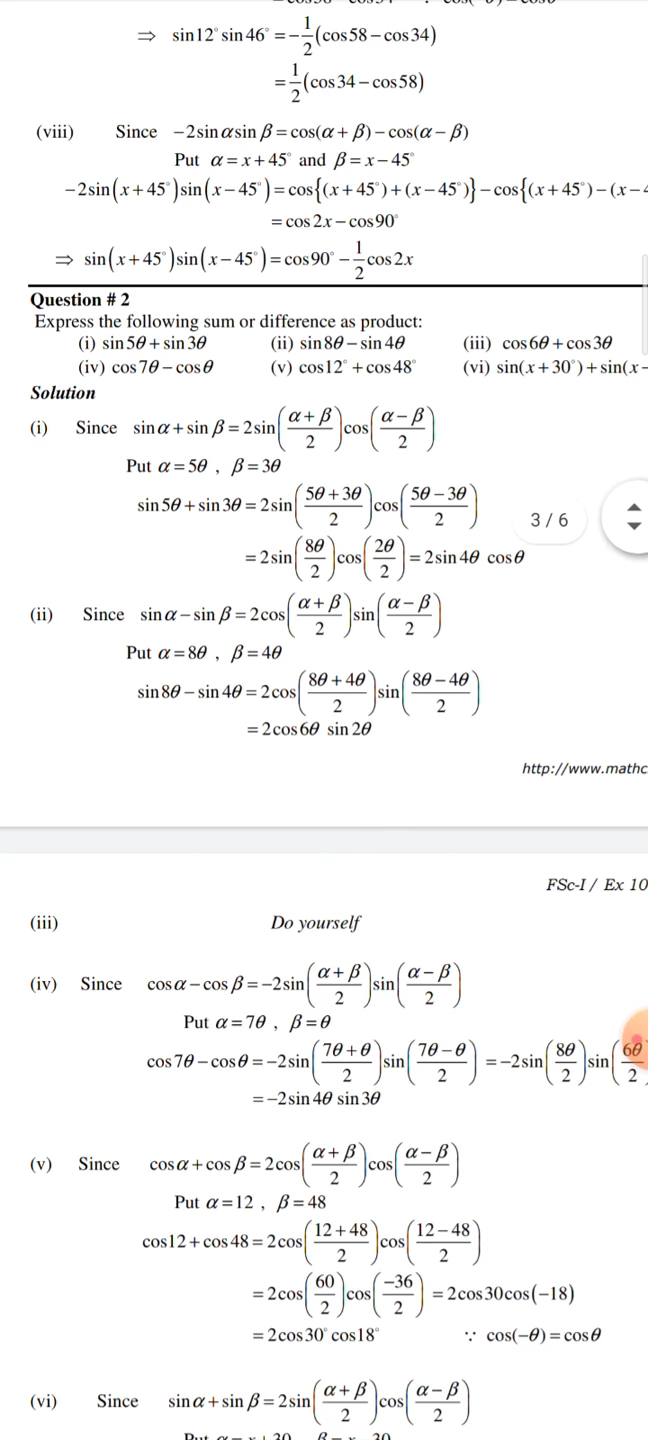 ⇒ sin12° sin46° = −1/2(cos58 − cos34)
= 1/2(cos34 − cos58)
(viii) Since −2sinαsinβ = cos(α + β) − cos(α − β)
Put α = x + 45° and β = x − 45°
−2sin(x + 45°)sin(x − 45°) = cos{(x + 45°) + (x − 45°)} − cos{(x + 45°) − (x −
= cos2x − cos90°
⇒ sin(x + 45°)sin(x − 45°) = cos90° − 1/2 cos2x
Question # 2
Express the following sum or difference as product:
(i) sin5θ + sin3θ (ii) sin8θ − sin4θ (iii) cos6θ + cos3θ
(iv) cos7θ − cosθ (v) cos12° + cos48° (vi) sin(x + 30°) + sin(x −
Solution
(i) Since sinα + sinβ = 2sin((α + β)/2)cos((α − β)/2)
Put α = 5θ , β = 3θ
sin5θ + sin3θ = 2sin((5θ + 3θ)/2)cos((5θ − 3θ)/2)
3 / 6
= 2sin(8θ/2)cos(2θ/2) = 2sin4θ cosθ
(ii) Since sinα − sinβ = 2cos((α + β)/2)sin((α − β)/2)
Put α = 8θ , β = 4θ
sin8θ − sin4θ = 2cos((8θ + 4θ)/2)sin((8θ − 4θ)/2)
= 2cos6θ sin2θ
http://www.mathc
FSc-I / Ex 10
(iii) Do yourself
(iv) Since cosα − cosβ = −2sin((α + β)/2)sin((α − β)/2)
Put α = 7θ , β = θ
cos7θ − cosθ = −2sin((7θ + θ)/2)sin((7θ − θ)/2) = −2sin(8θ/2)sin(6θ/2)
= −2sin4θ sin3θ
(v) Since cosα + cosβ = 2cos((α + β)/2)cos((α − β)/2)
Put α = 12 , β = 48
cos12 + cos48 = 2cos((12 + 48)/2)cos((12 − 48)/2)
= 2cos(60/2)cos(−36/2) = 2cos30cos(−18)
= 2cos30° cos18° ∵ cos(−θ) = cosθ
(vi) Since sinα + sinβ = 2sin((α + β)/2)cos((α − β)/2)